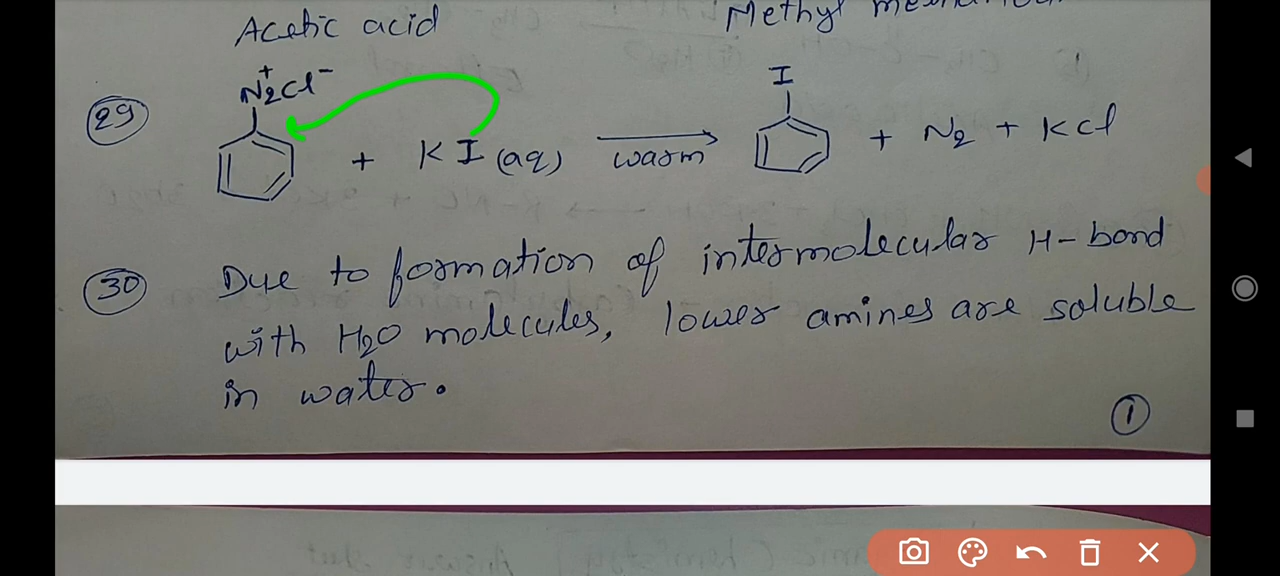 Acetic acid Methyl
N₂⁺Cl⁻ I
29 + KI (aq) warm + N₂ + KCl
30 Due to formation of intermolecular H-bond
with H₂O molecules, lower amines are soluble
in water.
1